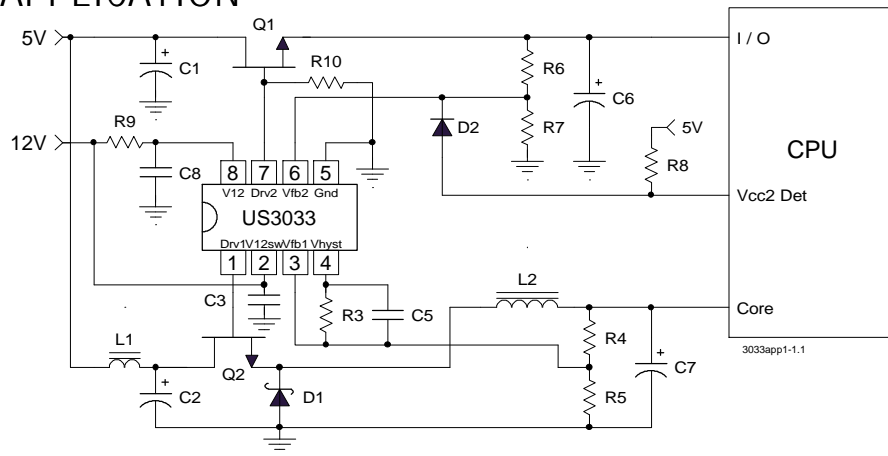 APPLICATION
Q1
5V
I / O
C1
R10
R6
C6
R9
D2
R7
5V
12V
CPU
C8
R8
8 7 6 5
V12 Drv2 Vfb2 Gnd
Vcc2 Det
US3033
Drv1 V12sw Vfb1 Vhyst
1 2 3 4
L2
C3
R3
C5
Core
L1
R4
3033app1-1.1
Q2
C7
C2
D1
R5
+
+
+
+